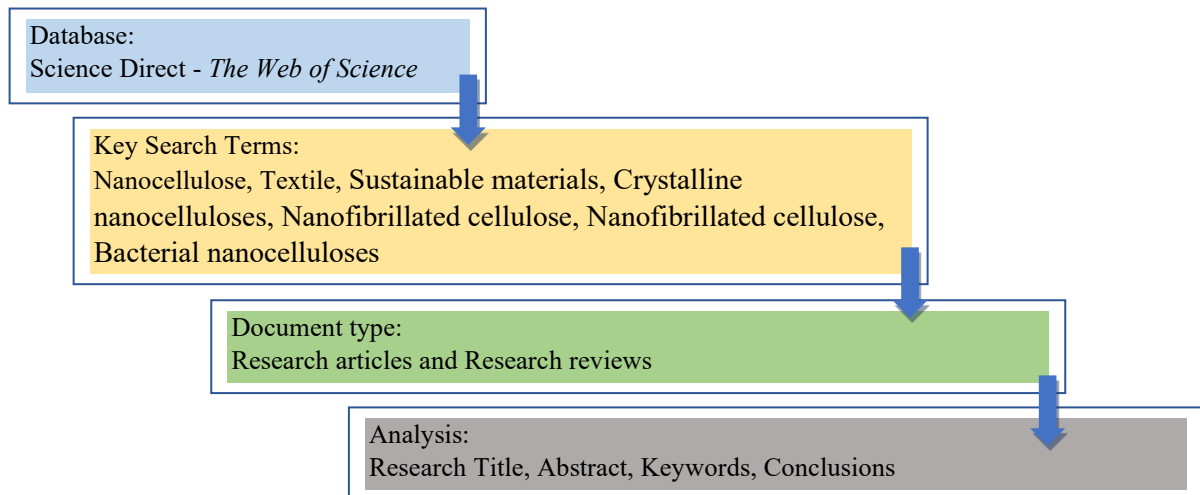 Database:
Science Direct - The Web of Science
Key Search Terms:
Nanocellulose, Textile, Sustainable materials, Crystalline
nanocelluloses, Nanofibrillated cellulose, Nanofibrillated cellulose,
Bacterial nanocelluloses
Document type:
Research articles and Research reviews
Analysis:
Research Title, Abstract, Keywords, Conclusions